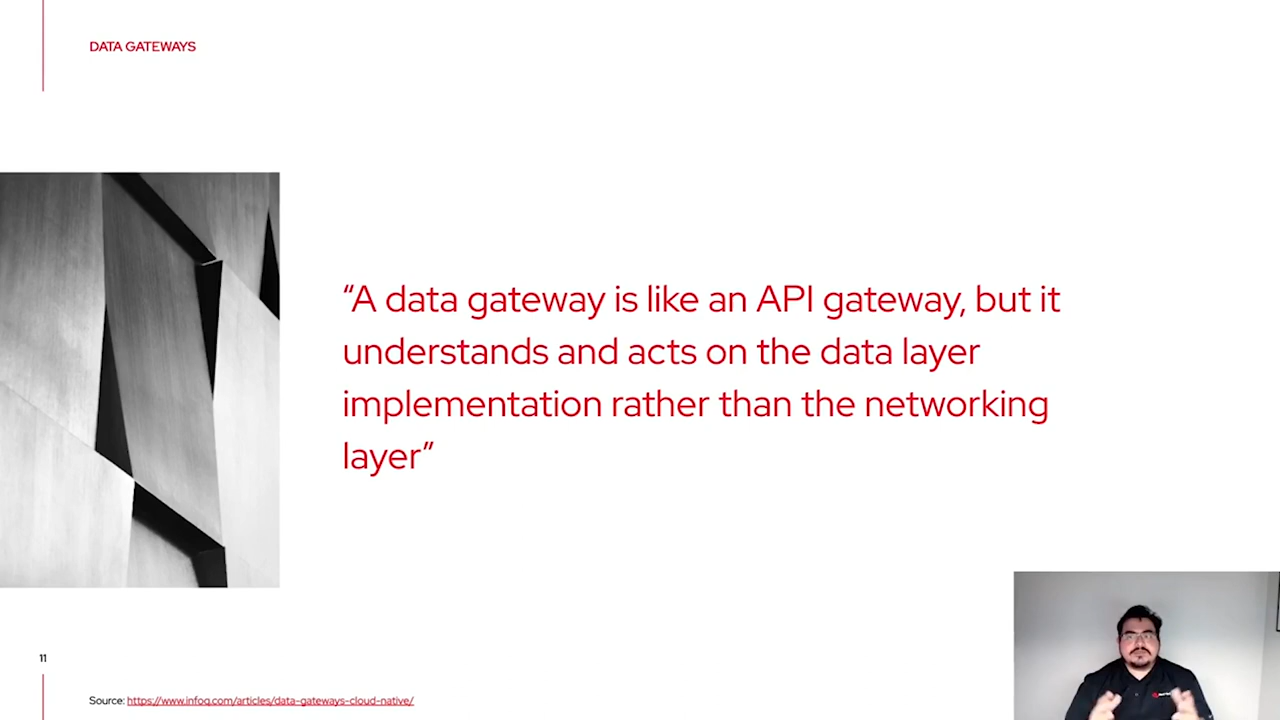 DATA GATEWAYS
“A data gateway is like an API gateway, but it
understands and acts on the data layer
implementation rather than the networking
layer”
11
Source: https://www.infoq.com/articles/data-gateways-cloud-native/